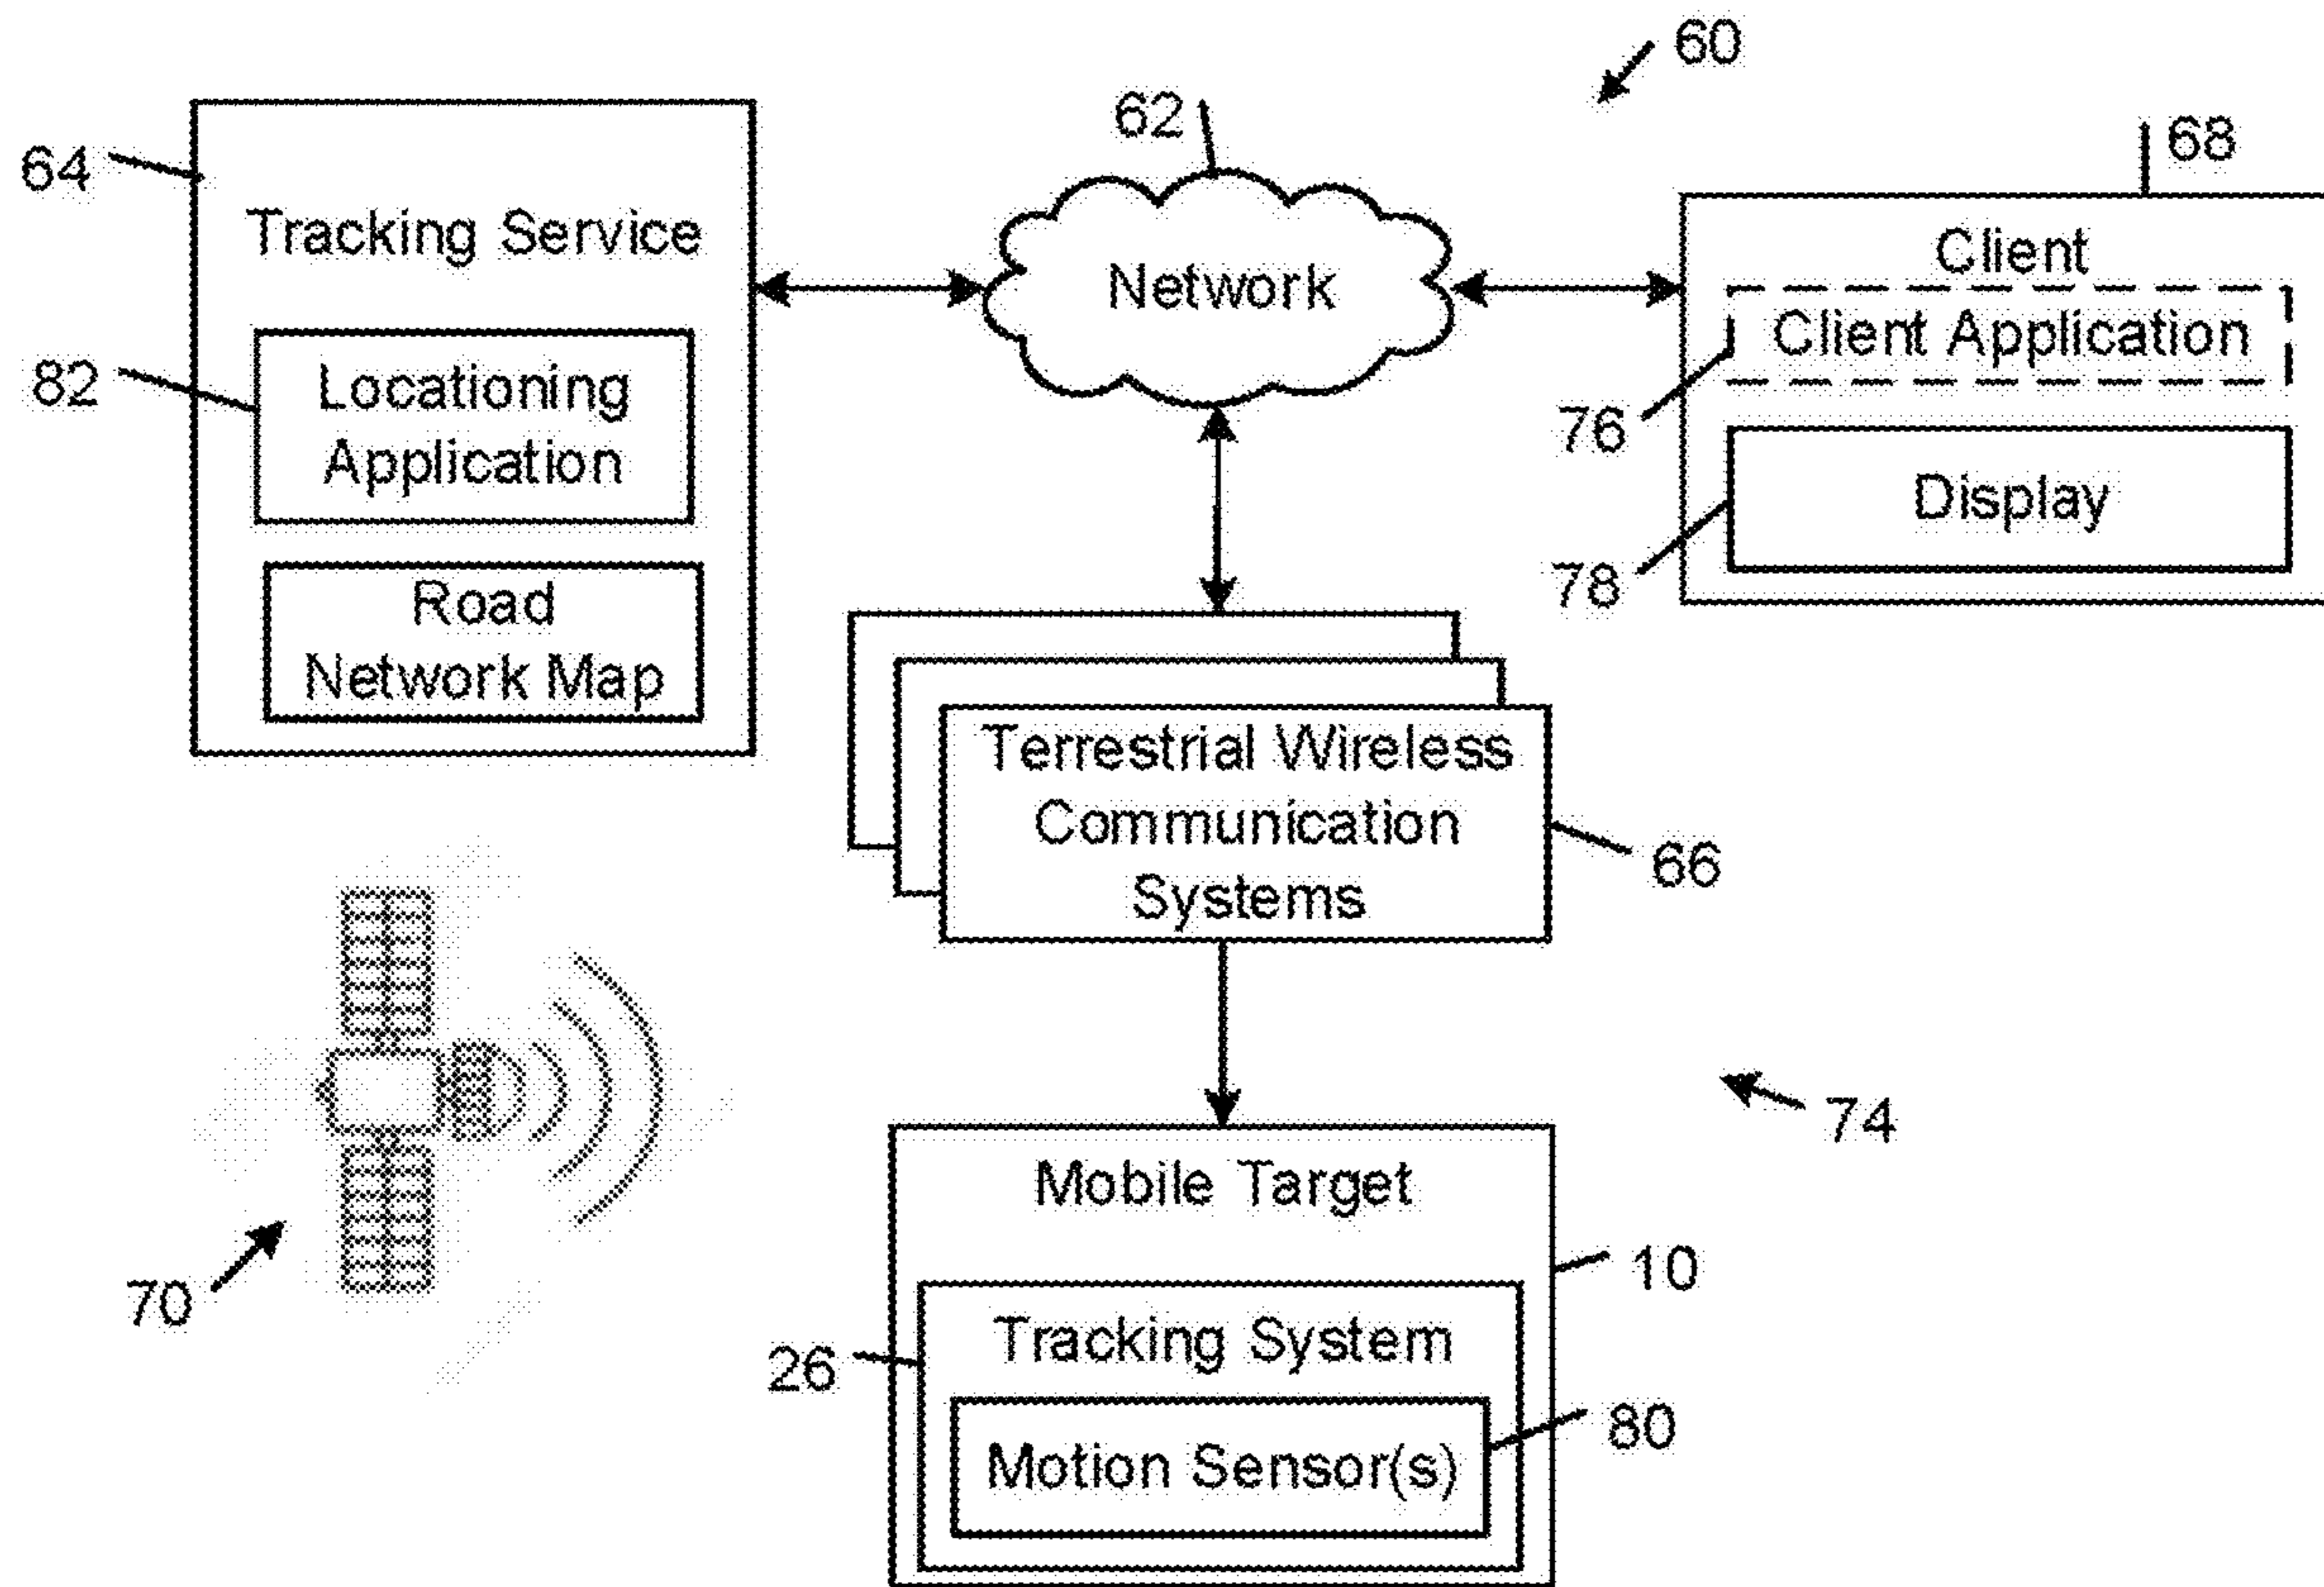 60
62
68
64
Tracking Service
Client
Network
Client Application
82
Locationing
Application
76
Display
78
Road
Network Map
Terrestrial Wireless
Communication
Systems
66
74
Mobile Target
70
10
Tracking System
26
80
Motion Sensor(s)